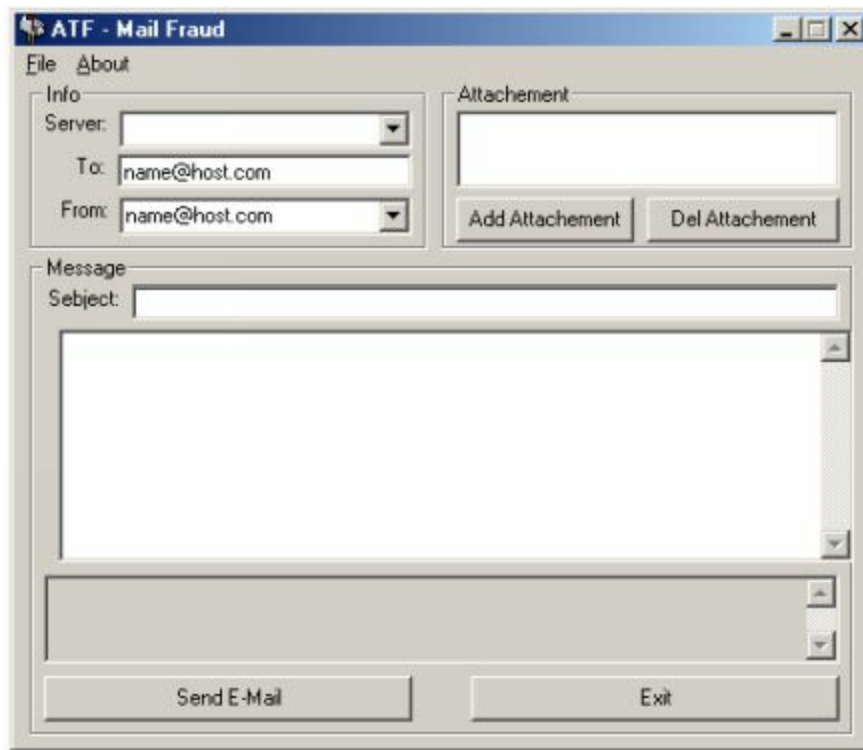 ATF - Mail Fraud
File About
Info
Server:
To: name@host.com
From: name@host.com
Attachement
Add Attachement Del Attachement
Message
Sebject:
Send E-Mail Exit